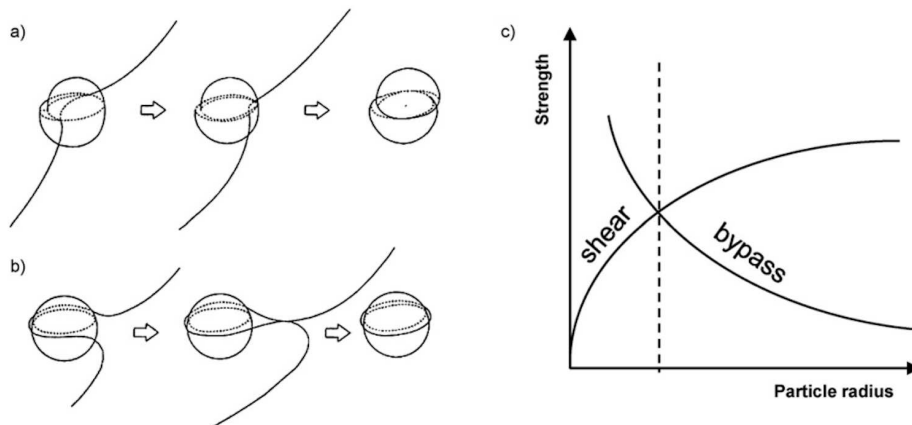 a)
b)
c)
Strength
shear
bypass
Particle radius